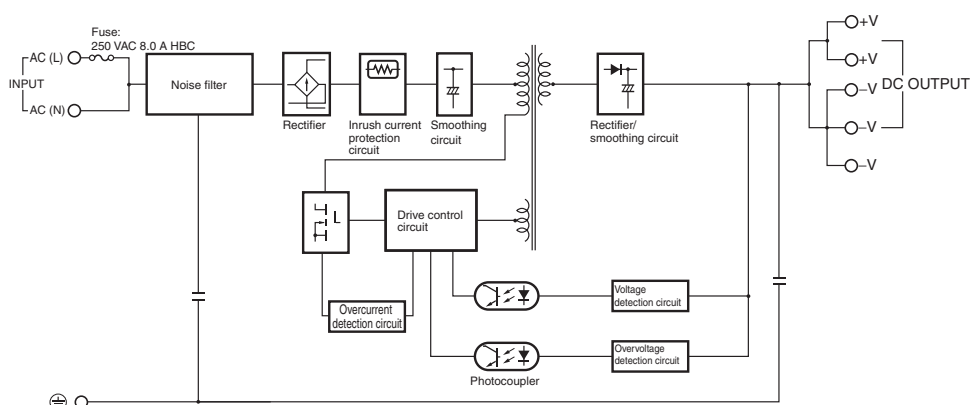 Fuse:
250 VAC 8.0 A HBC
AC (L)
INPUT
AC (N)
Noise filter
Rectifier
Inrush current
protection
circuit
Smoothing
circuit
Rectifier/
smoothing circuit
+V
+V
−V
DC OUTPUT
−V
−V
Drive control
circuit
Overcurrent
detection circuit
Voltage
detection circuit
Overvoltage
detection circuit
Photocoupler